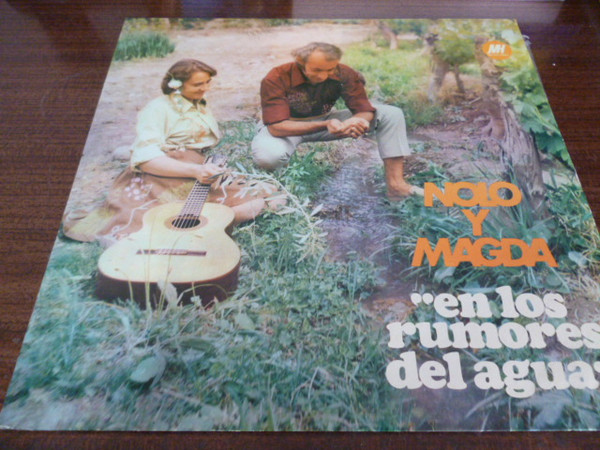 MH
NOLO
Y
MAGDA
"en los
rumores
del agua"